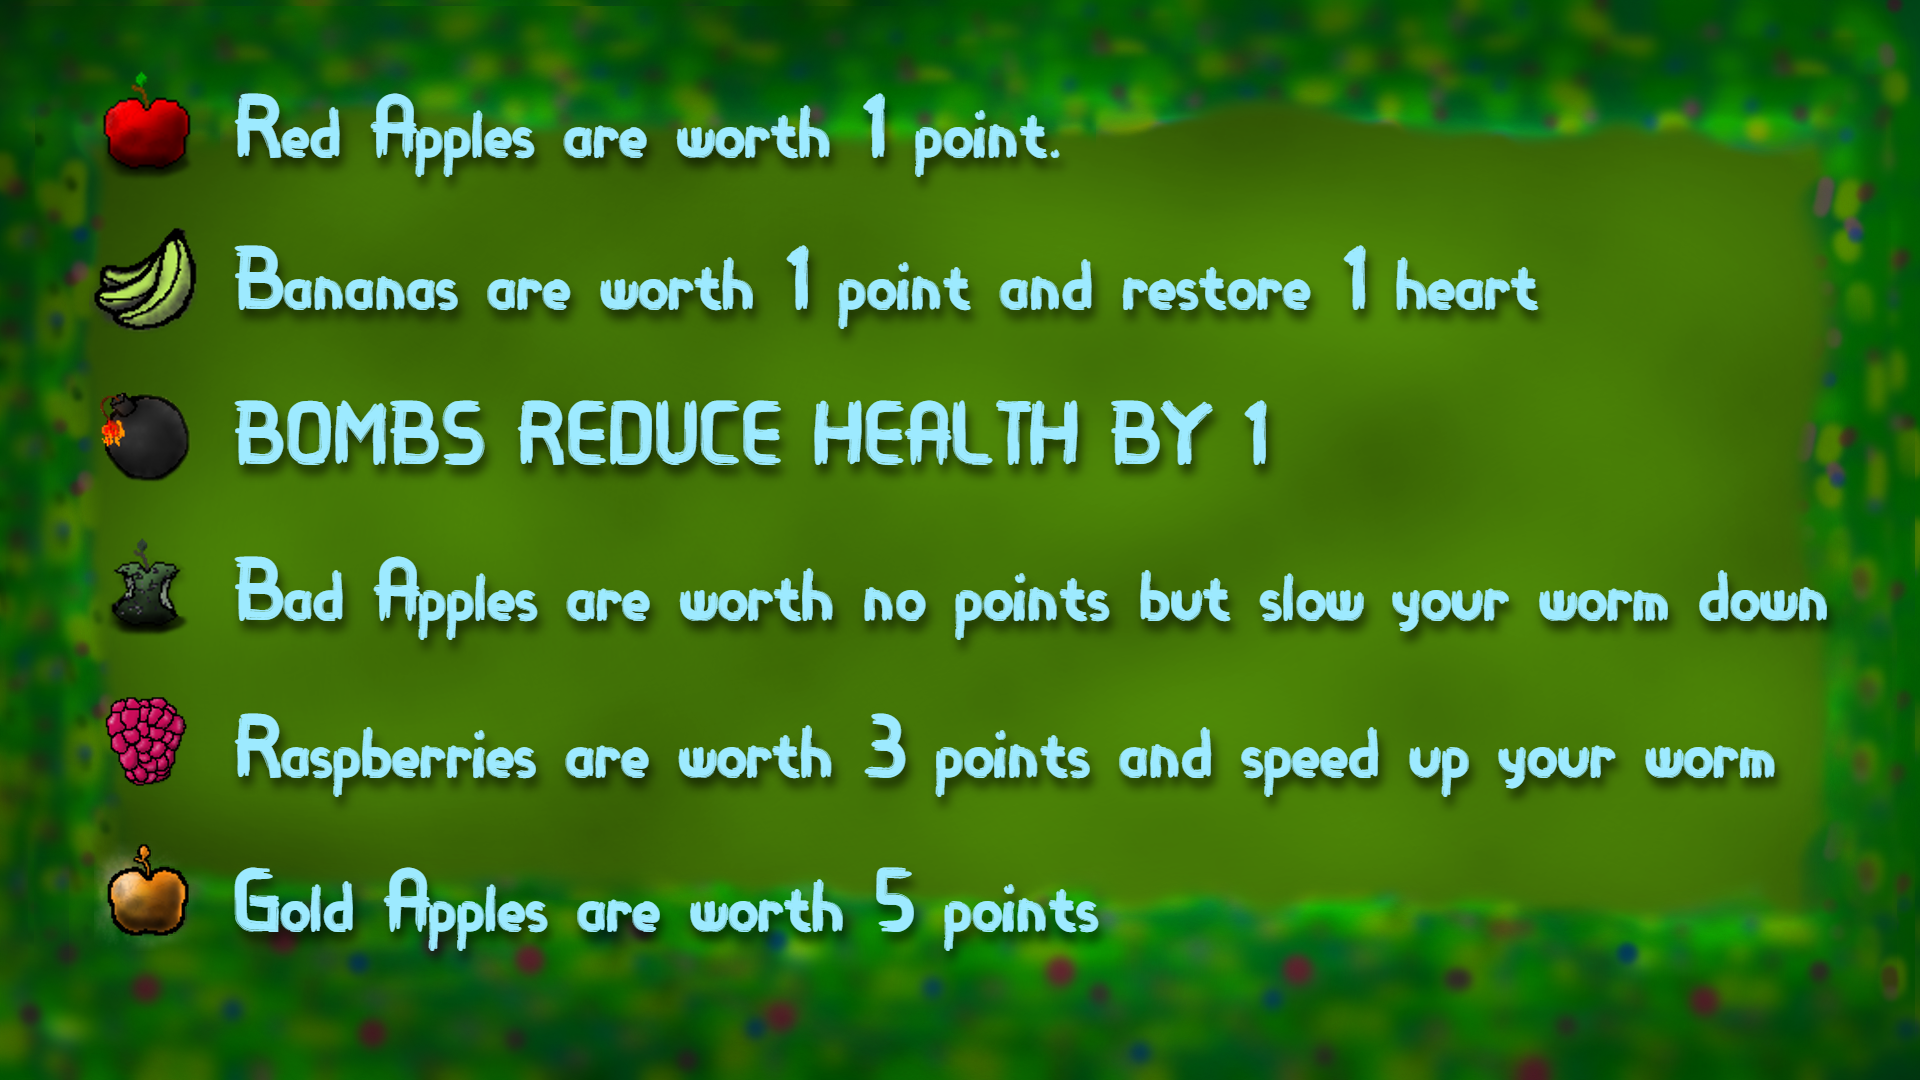 Red Apples are worth 1 point.
Bananas are worth 1 point and restore 1 heart
BOMBS REDUCE HEALTH BY 1
Bad Apples are worth no points but slow your worm down
Raspberries are worth 3 points and speed up your worm
Gold Apples are worth 5 points